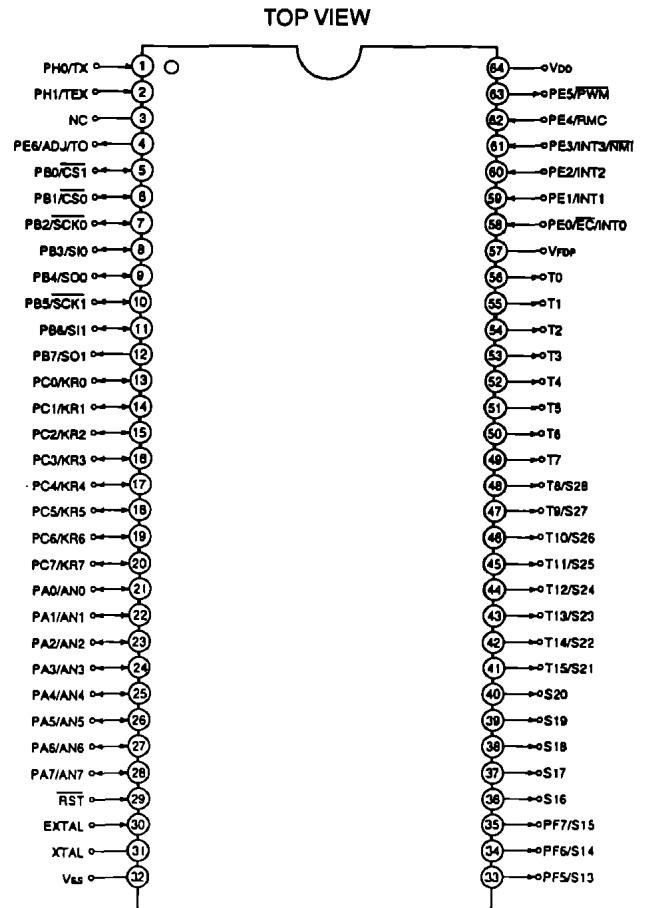 TOP VIEW
PH0/TX 1
PH1/TEX 2
NC 3
PE6/ADJ/TO 4
PB0/CS1 5
PB1/CS0 6
PB2/SCK0 7
PB3/SI0 8
PB4/SO0 9
PB5/SCK1 10
PB6/SI1 11
PB7/SO1 12
PC0/KR0 13
PC1/KR1 14
PC2/KR2 15
PC3/KR3 16
PC4/KR4 17
PC5/KR5 18
PC6/KR6 19
PC7/KR7 20
PA0/AN0 21
PA1/AN1 22
PA2/AN2 23
PA3/AN3 24
PA4/AN4 25
PA5/AN5 26
PA6/AN6 27
PA7/AN7 28
RST 29
EXTAL 30
XTAL 31
Vss 32
64 VDD
63 PE5/PWM
62 PE4/RMC
61 PE3/INT3/NMI
60 PE2/INT2
59 PE1/INT1
58 PE0/EC/INT0
57 VFDP
56 T0
55 T1
54 T2
53 T3
52 T4
51 T5
50 T6
49 T7
48 T8/S28
47 T9/S27
46 T10/S26
45 T11/S25
44 T12/S24
43 T13/S23
42 T14/S22
41 T15/S21
40 S20
39 S19
38 S18
37 S17
36 S16
35 PF7/S15
34 PF6/S14
33 PF5/S13